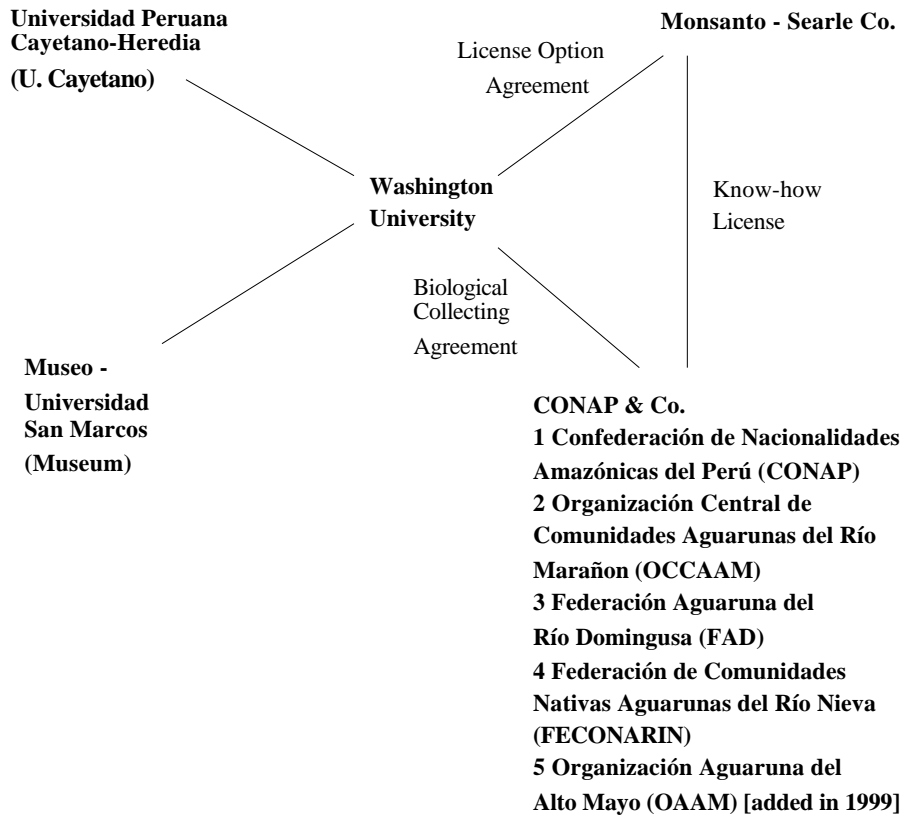 Universidad Peruana
Cayetano-Heredia
(U. Cayetano)
Monsanto - Searle Co.
License Option
Agreement
Washington
University
Know-how
License
Biological
Collecting
Agreement
Museo -
Universidad
San Marcos
(Museum)
CONAP & Co.
1 Confederación de Nacionalidades
Amazónicas del Perú (CONAP)
2 Organización Central de
Comunidades Aguarunas del Río
Marañon (OCCAAM)
3 Federación Aguaruna del
Río Domingusa (FAD)
4 Federación de Comunidades
Nativas Aguarunas del Río Nieva
(FECONARIN)
5 Organización Aguaruna del
Alto Mayo (OAAM) [added in 1999]